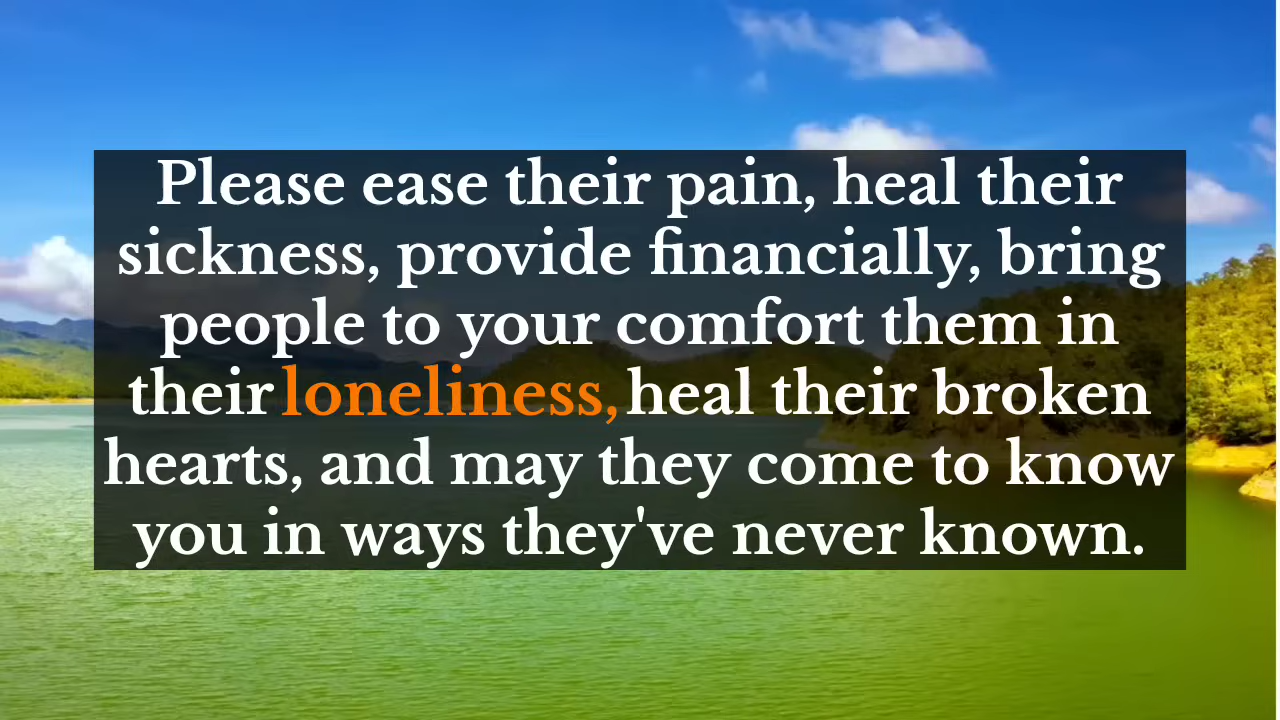 Please ease their pain, heal their
sickness, provide financially, bring
people to your comfort them in
their loneliness, heal their broken
hearts, and may they come to know
you in ways they've never known.